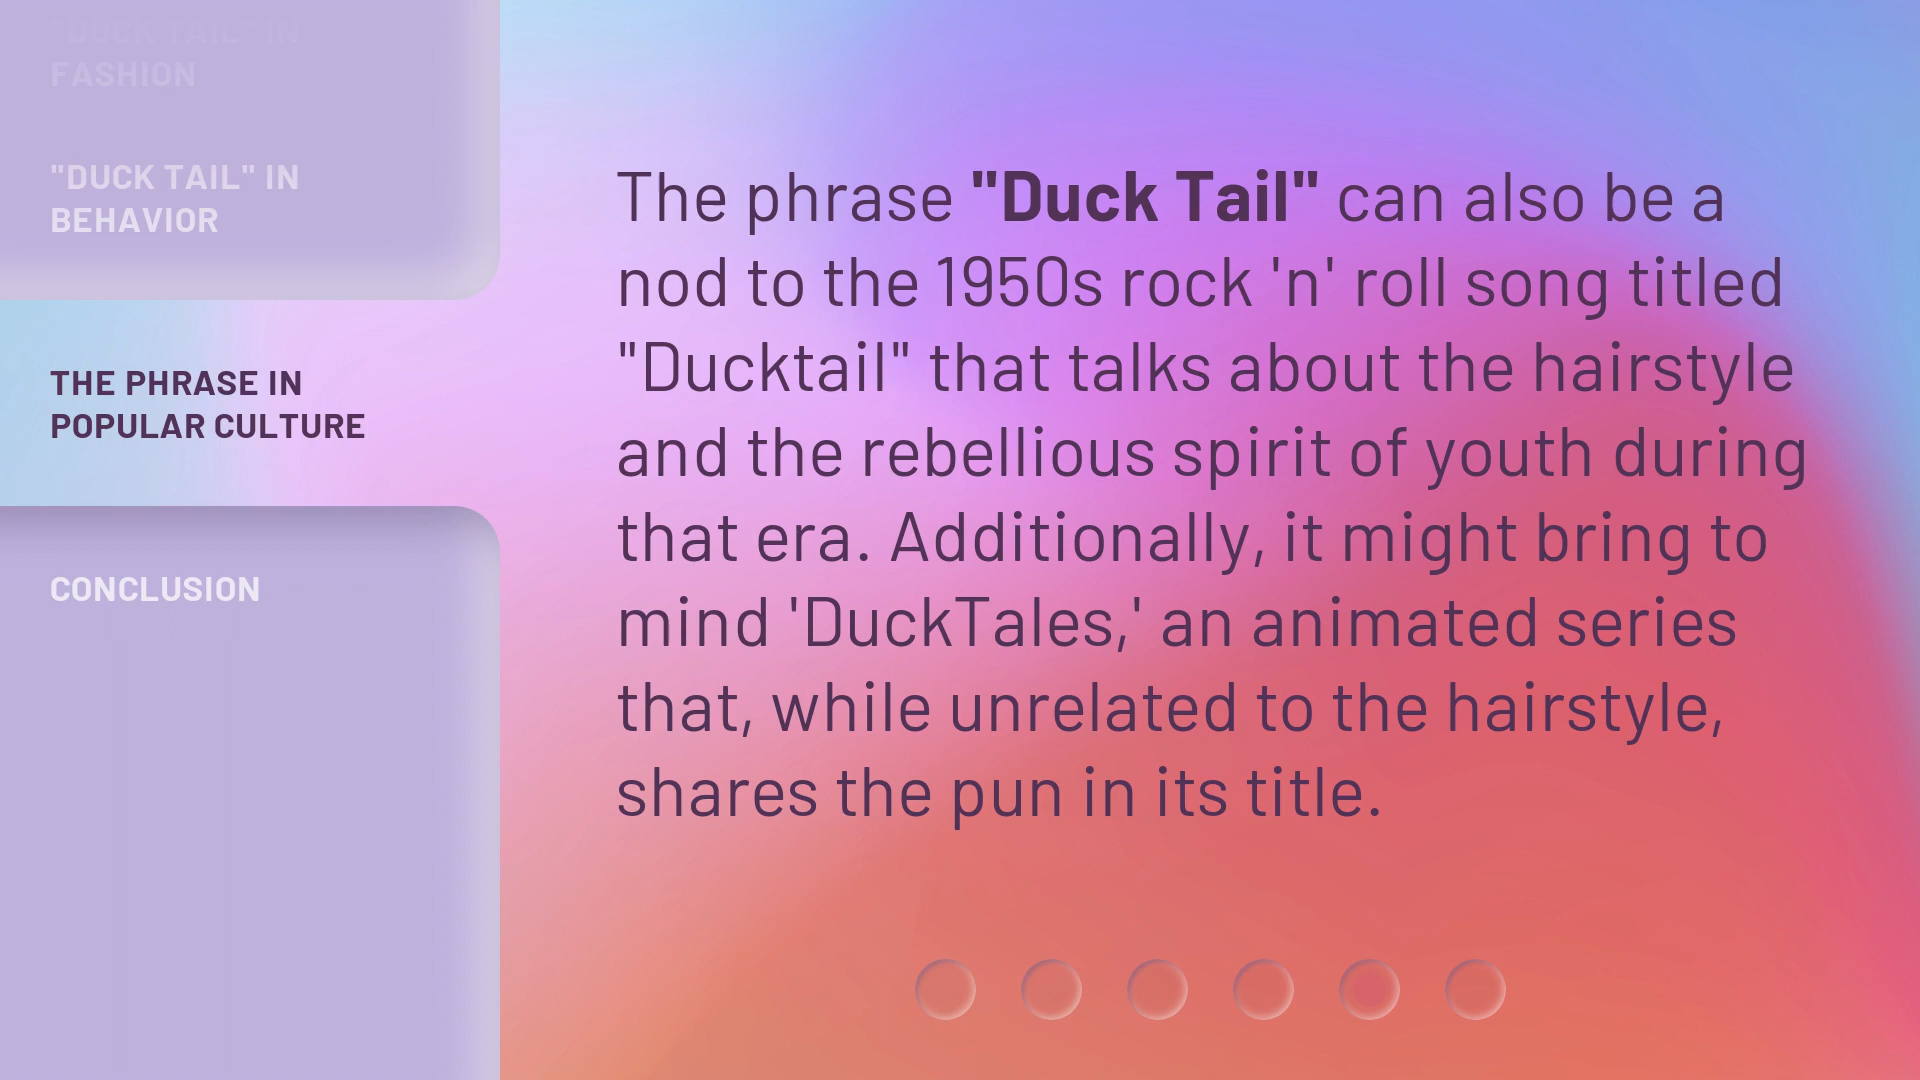 "DUCK TAIL" IN
FASHION
"DUCK TAIL" IN
BEHAVIOR
THE PHRASE IN
POPULAR CULTURE
CONCLUSION
The phrase "Duck Tail" can also be a
nod to the 1950s rock 'n' roll song titled
"Ducktail" that talks about the hairstyle
and the rebellious spirit of youth during
that era. Additionally, it might bring to
mind 'DuckTales,' an animated series
that, while unrelated to the hairstyle,
shares the pun in its title.